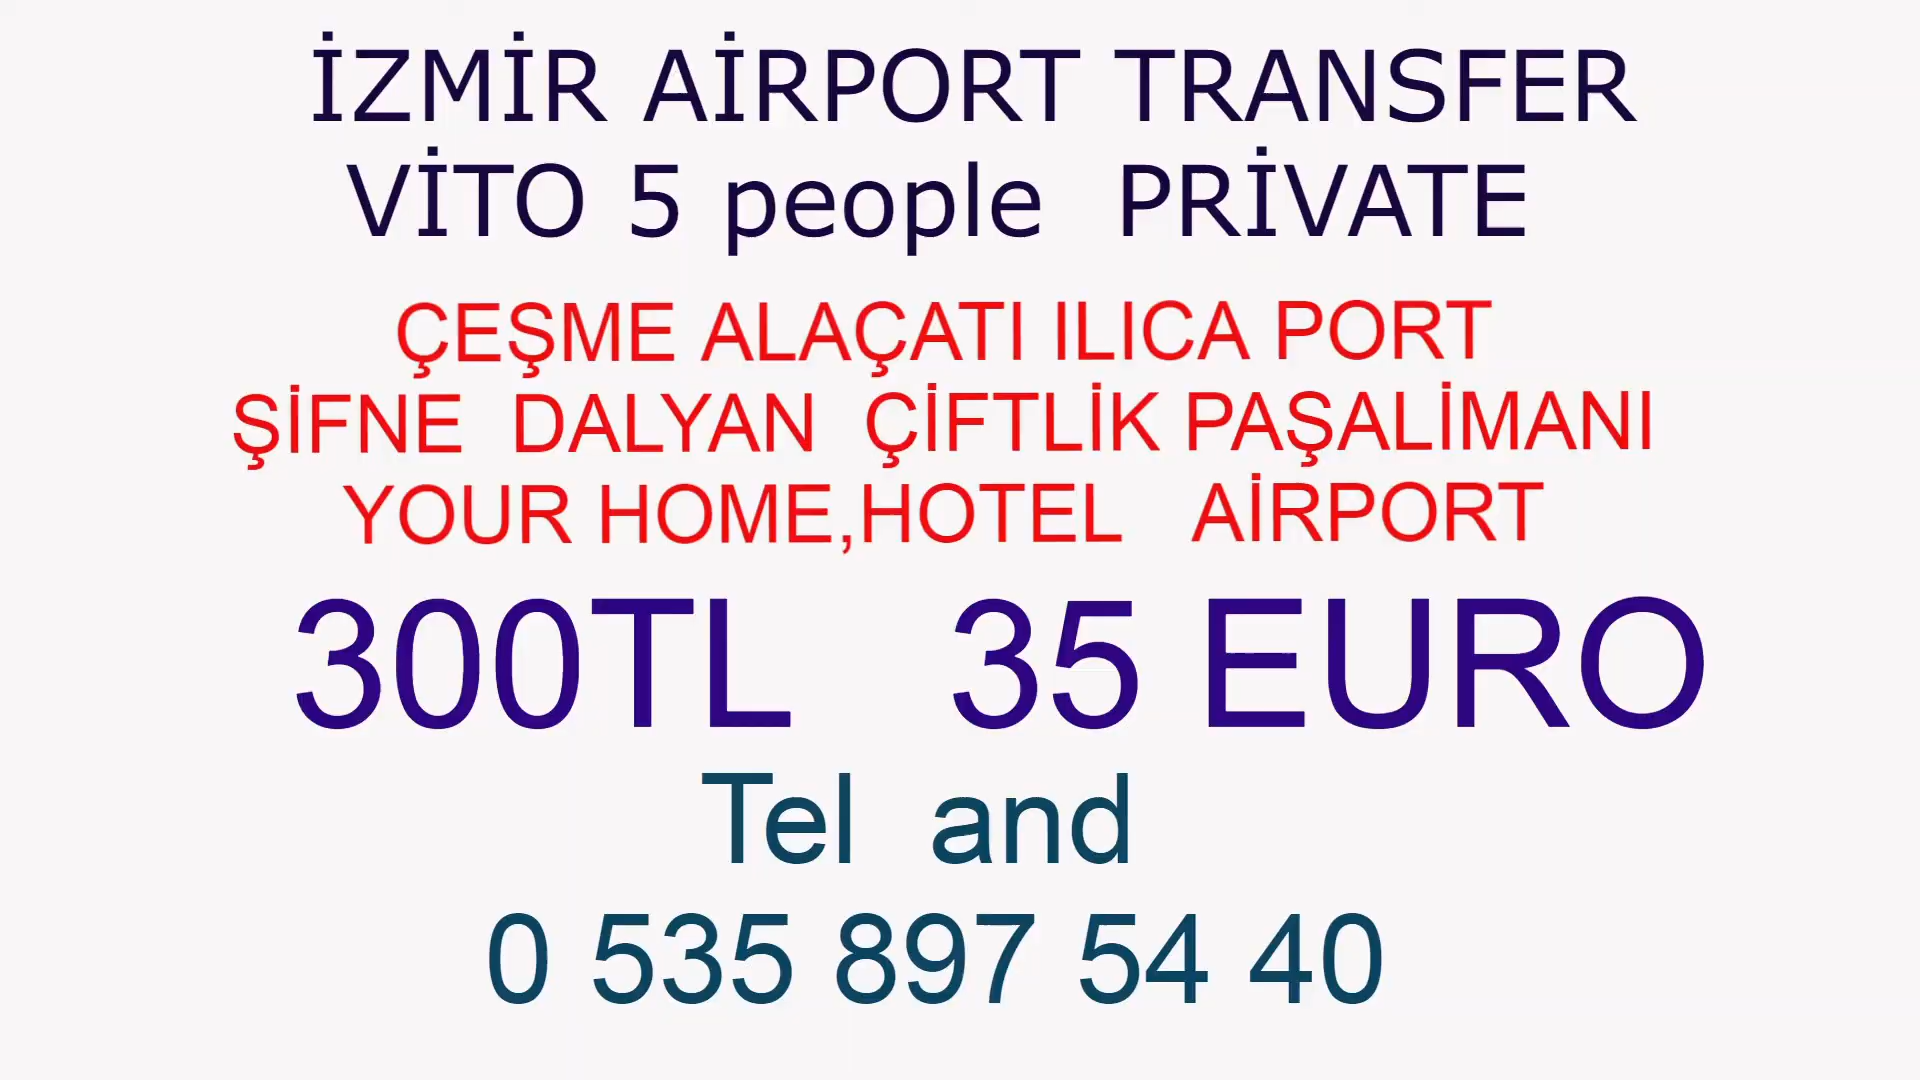 İZMİR AİRPORT TRANSFER
VİTO 5 people PRİVATE
ÇEŞME ALAÇATI ILICA PORT
ŞİFNE DALYAN ÇİFTLİK PAŞALİMANI
YOUR HOME,HOTEL AİRPORT
300TL 35 EURO
Tel and
0 535 897 54 40